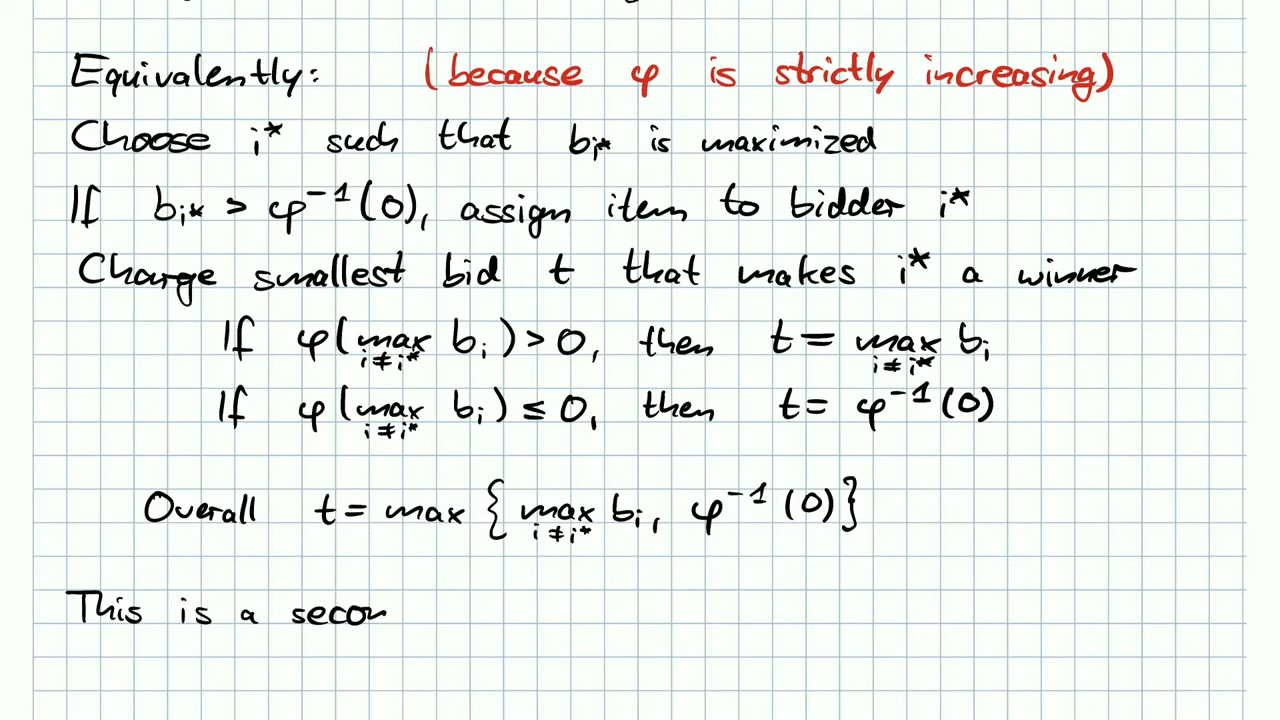 Equivalently: (because φ is strictly increasing)
Choose i* such that b_i* is maximized
If b_i* > φ⁻¹(0), assign item to bidder i*
Charge smallest bid t that makes i* a winner
If φ(max_{i≠i*} b_i) > 0, then t = max_{i≠i*} b_i
If φ(max_{i≠i*} b_i) ≤ 0, then t = φ⁻¹(0)
Overall t = max { max_{i≠i*} b_i, φ⁻¹(0) }
This is a secon